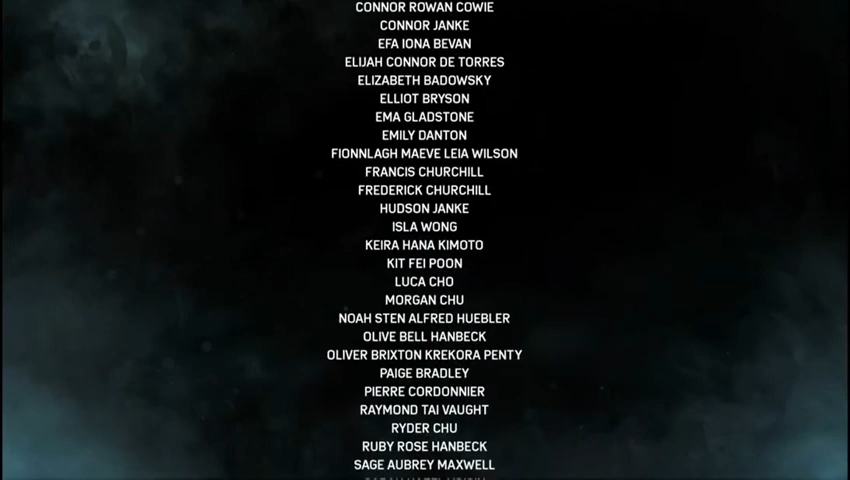 CONNOR ROWAN COWIE
CONNOR JANKE
EFA IONA BEVAN
ELIJAH CONNOR DE TORRES
ELIZABETH BADOWSKY
ELLIOT BRYSON
EMA GLADSTONE
EMILY DANTON
FIONNLAGH MAEVE LEIA WILSON
FRANCIS CHURCHILL
FREDERICK CHURCHILL
HUDSON JANKE
ISLA WONG
KEIRA HANA KIMOTO
KIT FEI POON
LUCA CHO
MORGAN CHU
NOAH STEN ALFRED HUEBLER
OLIVE BELL HANBECK
OLIVER BRIXTON KREKORA PENTY
PAIGE BRADLEY
PIERRE CORDONNIER
RAYMOND TAI VAUGHT
RYDER CHU
RUBY ROSE HANBECK
SAGE AUBREY MAXWELL